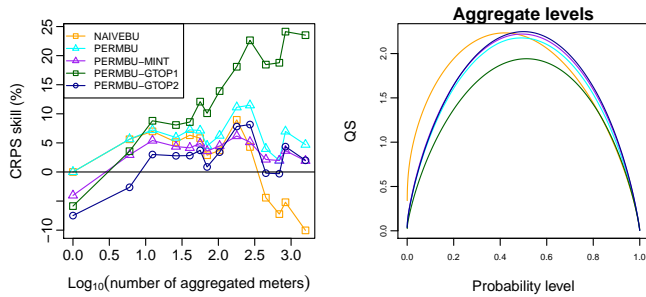 NAIVEBU
PERMBU
PERMBU-MINT
PERMBU-GTOP1
PERMBU-GTOP2
CRPS skill (%)
25
20
15
10
5
0
-10
0.0 0.5 1.0 1.5 2.0 2.5 3.0
Log10(number of aggregated meters)
Aggregate levels
QS
2.0
1.5
1.0
0.5
0.0
0.0 0.2 0.4 0.6 0.8 1.0
Probability level